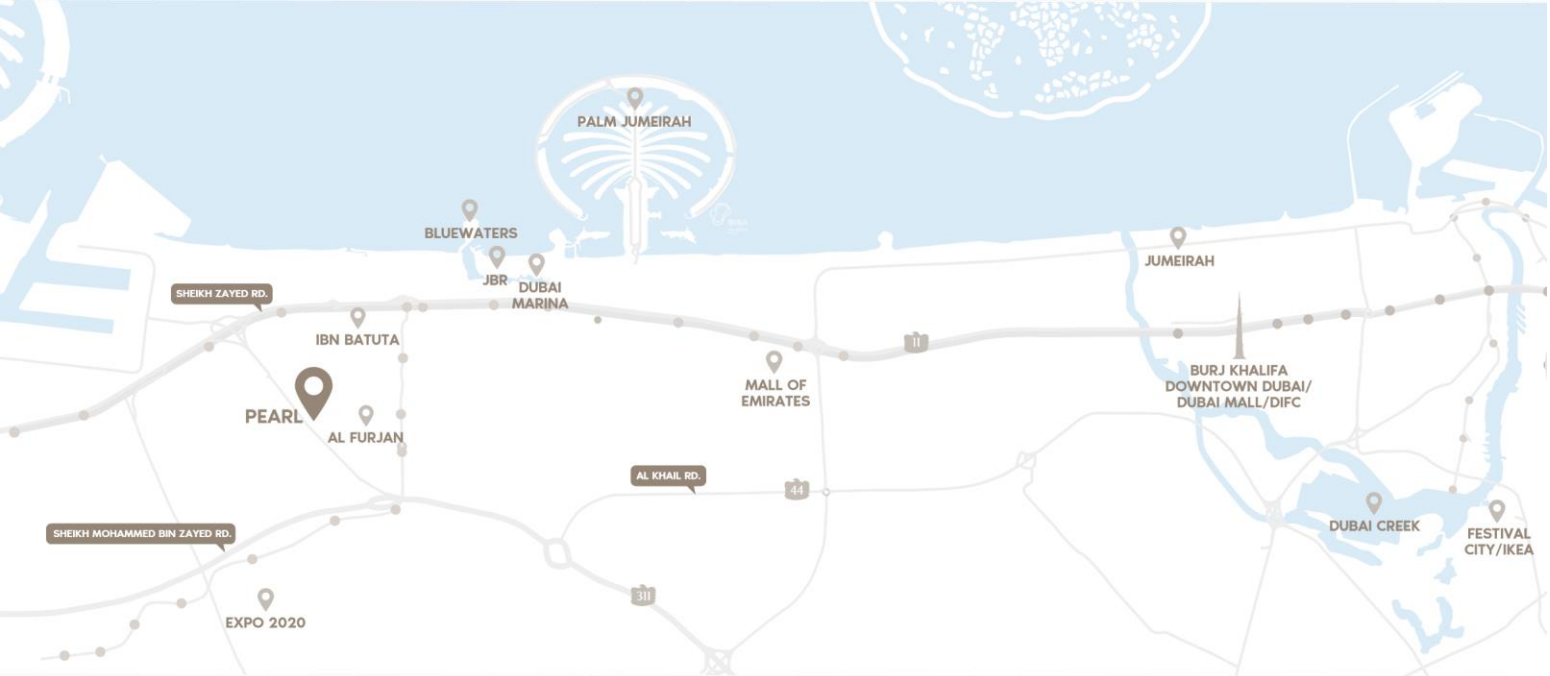 PALM JUMEIRAH
BLUEWATERS
JBR
DUBAI
MARINA
JUMEIRAH
SHEIKH ZAYED RD.
IBN BATUTA
11
MALL OF
EMIRATES
BURJ KHALIFA
DOWNTOWN DUBAI/
DUBAI MALL/DIFC
PEARL
AL FURJAN
AL KHAIL RD.
44
SHEIKH MOHAMMED BIN ZAYED RD.
DUBAI CREEK
FESTIVAL
CITY/IKEA
311
EXPO 2020